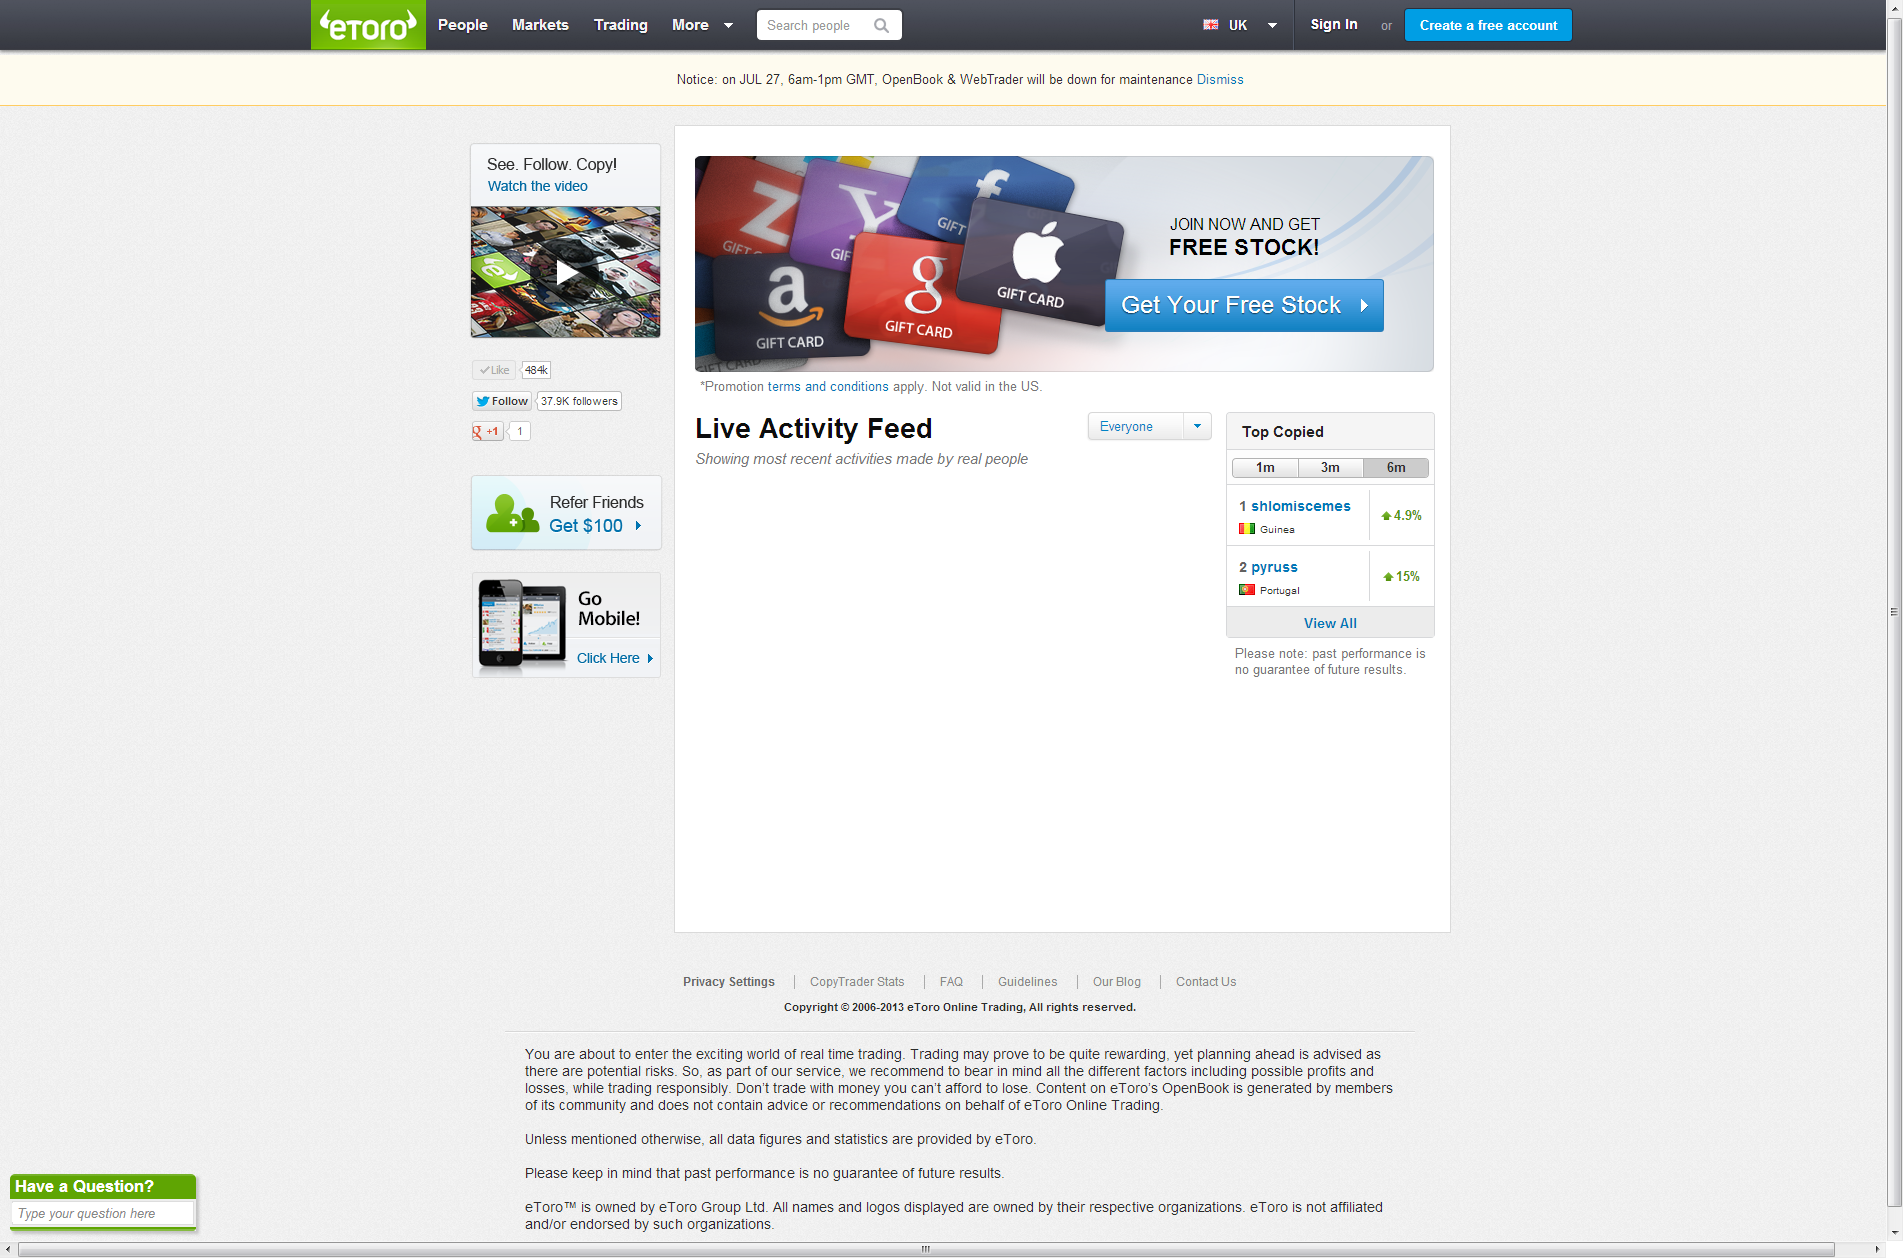 eToro
People
Markets
Trading
More
Search people
UK
Sign In
or
Create a free account
Notice: on JUL 27, 6am-1pm GMT, OpenBook & WebTrader will be down for maintenance Dismiss
See. Follow. Copy!
Watch the video
Like
484k
Follow
37.9K followers
g +1
1
Refer Friends
Get $100
Go
Mobile!
Click Here
Z
GIFT
Y
GIF
f
GIFT
a
GIFT CARD
g
GIFT CARD
GIFT CARD
GIFT CARD
JOIN NOW AND GET
FREE STOCK!
Get Your Free Stock
*Promotion terms and conditions apply. Not valid in the US.
Live Activity Feed
Everyone
Showing most recent activities made by real people
Top Copied
1m
3m
6m
1 shlomiscemes
Guinea
4.9%
2 pyruss
Portugal
15%
View All
Please note: past performance is
no guarantee of future results.
Privacy Settings
CopyTrader Stats
FAQ
Guidelines
Our Blog
Contact Us
Copyright © 2006-2013 eToro Online Trading, All rights reserved.
You are about to enter the exciting world of real time trading. Trading may prove to be quite rewarding, yet planning ahead is advised as
there are potential risks. So, as part of our service, we recommend to bear in mind all the different factors including possible profits and
losses, while trading responsibly. Don't trade with money you can't afford to lose. Content on eToro's OpenBook is generated by members
of its community and does not contain advice or recommendations on behalf of eToro Online Trading.
Unless mentioned otherwise, all data figures and statistics are provided by eToro.
Please keep in mind that past performance is no guarantee of future results.
eToro™ is owned by eToro Group Ltd. All names and logos displayed are owned by their respective organizations. eToro is not affiliated
and/or endorsed by such organizations.
Have a Question?
Type your question here